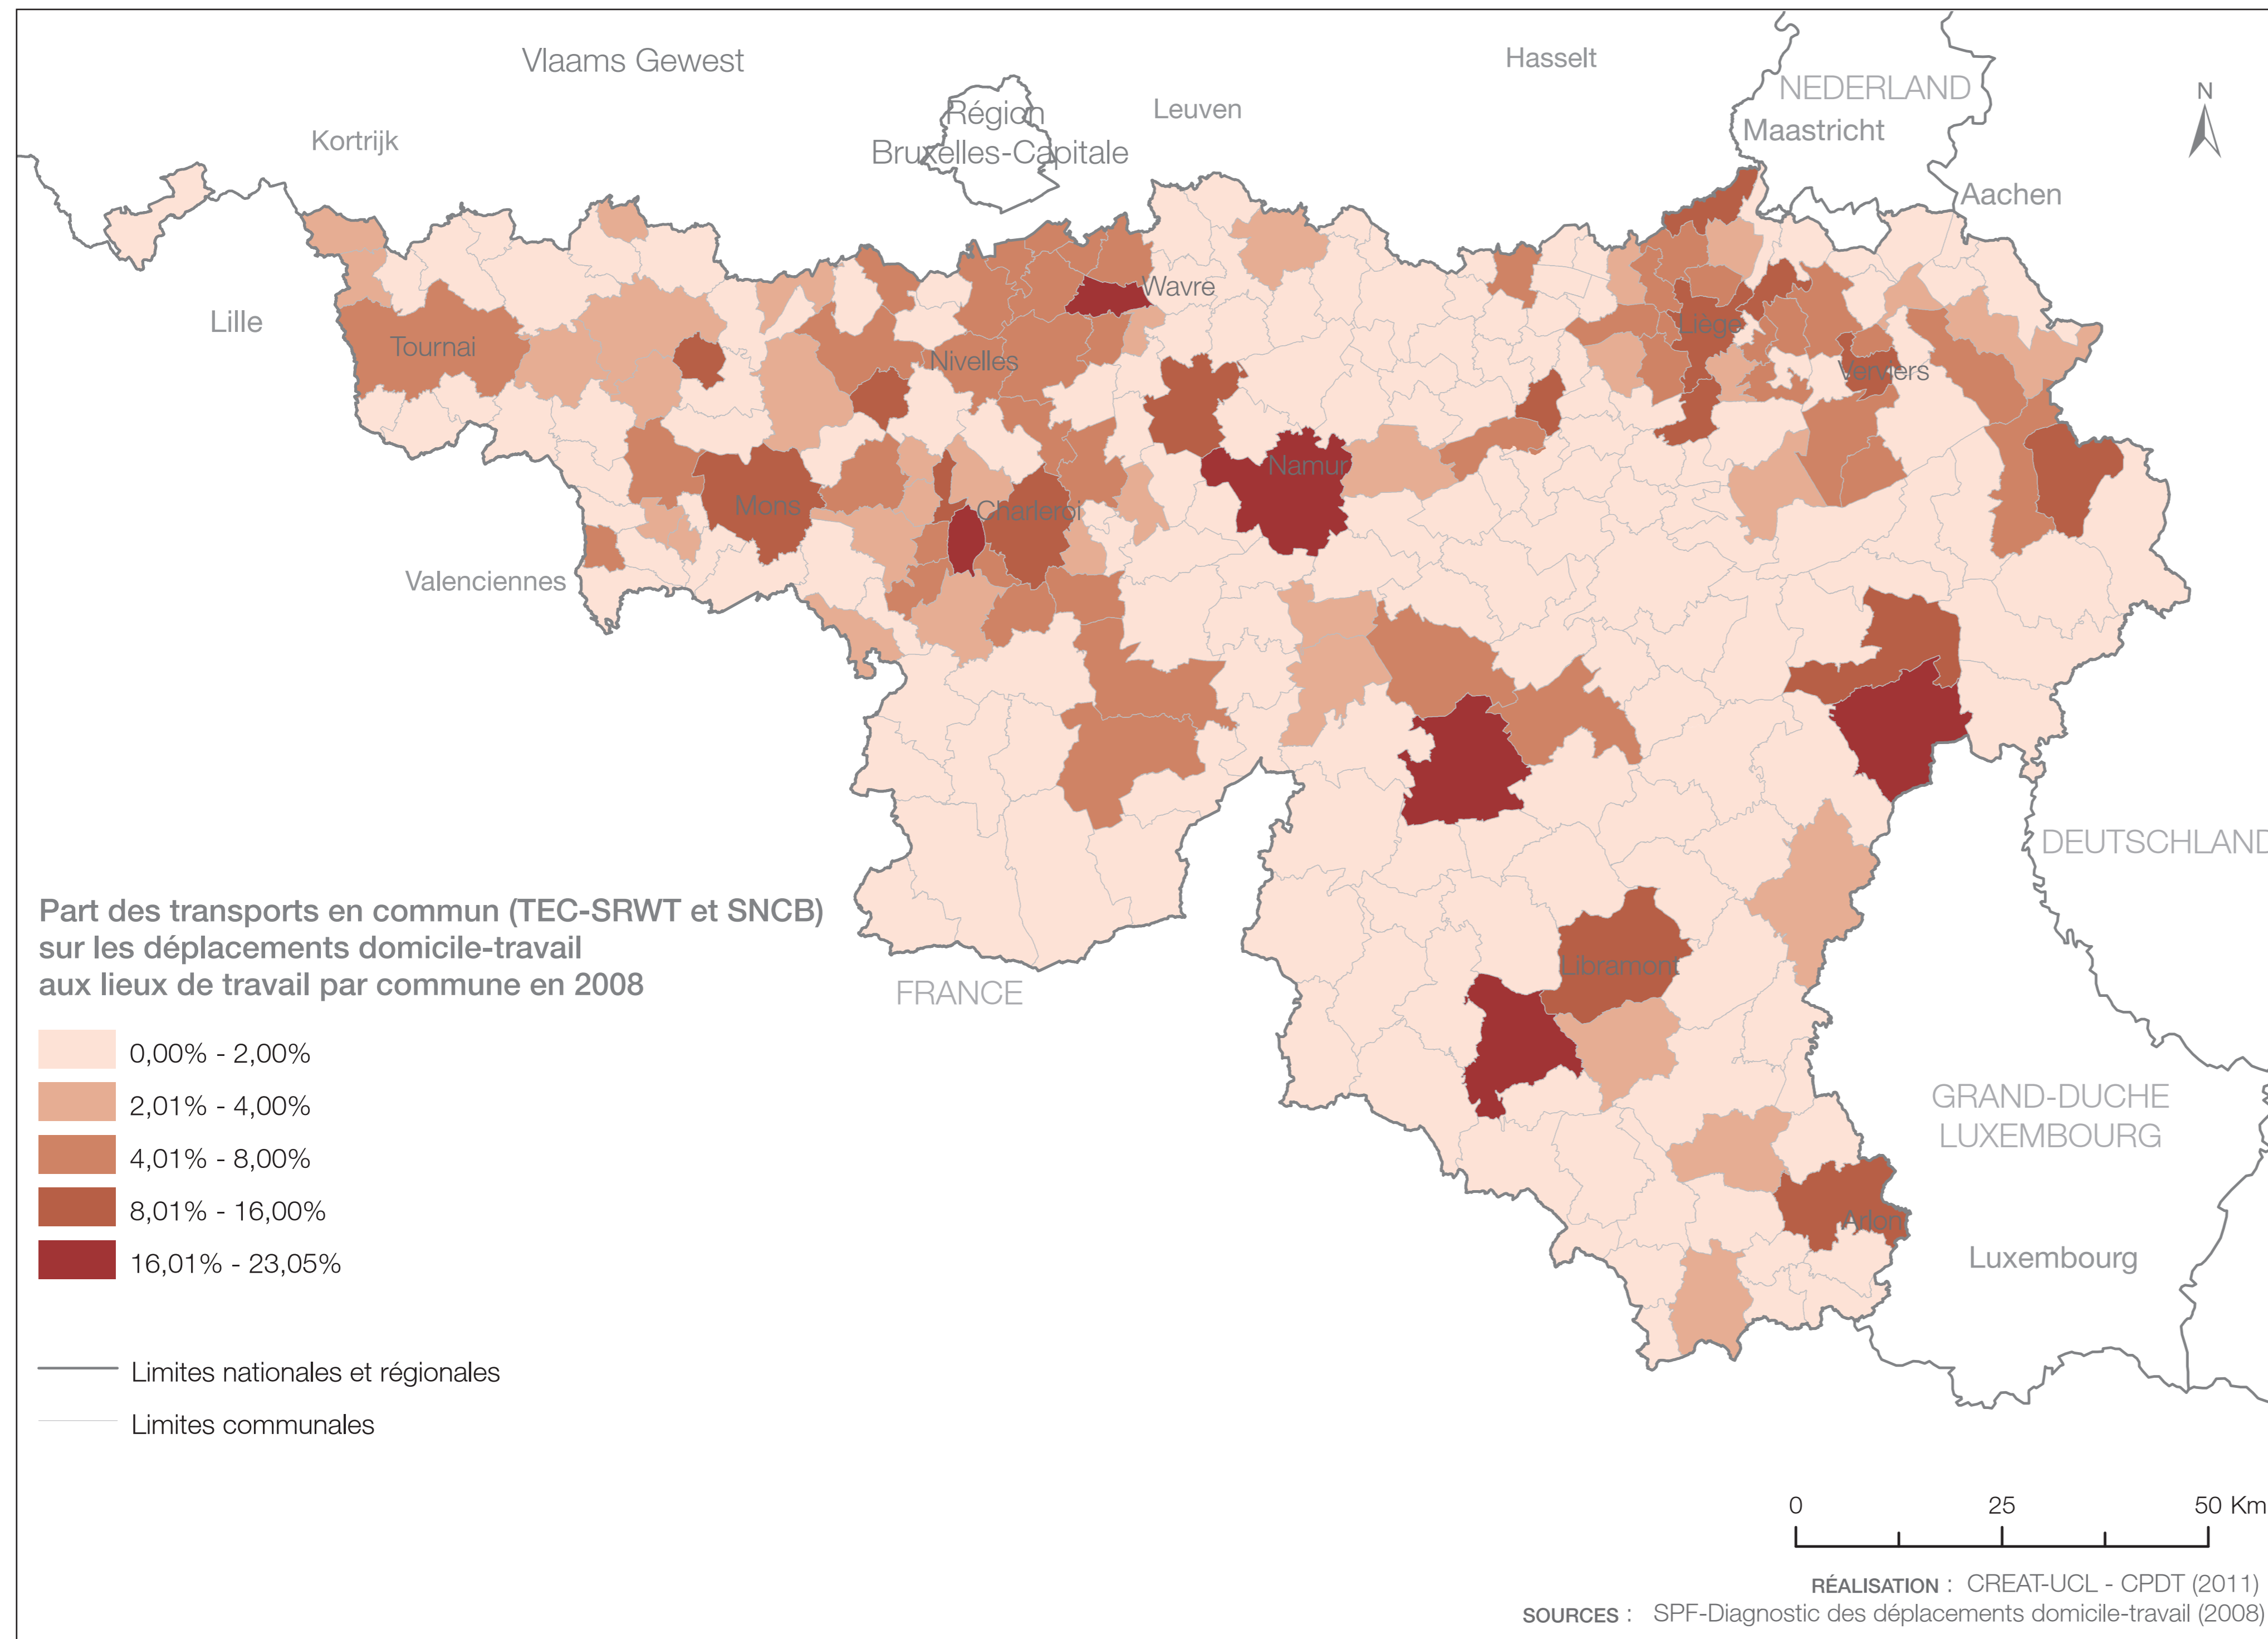 Vlaams Gewest
Hasselt
NEDERLAND
N
Région
Bruxelles-Capitale
Leuven
Maastricht
Kortrijk
Aachen
Wavre
Lille
Liège
Tournai
Nivelles
Verviers
Namur
Mons
Charleroi
Valenciennes
DEUTSCHLAND
Part des transports en commun (TEC-SRWT et SNCB)
sur les déplacements domicile-travail
aux lieux de travail par commune en 2008
Libramont
FRANCE
0,00% - 2,00%
2,01% - 4,00%
4,01% - 8,00%
8,01% - 16,00%
16,01% - 23,05%
GRAND-DUCHE
LUXEMBOURG
Arlon
Luxembourg
Limites nationales et régionales
Limites communales
0 25 50 Km
RÉALISATION : CREAT-UCL - CPDT (2011)
SOURCES : SPF-Diagnostic des déplacements domicile-travail (2008)